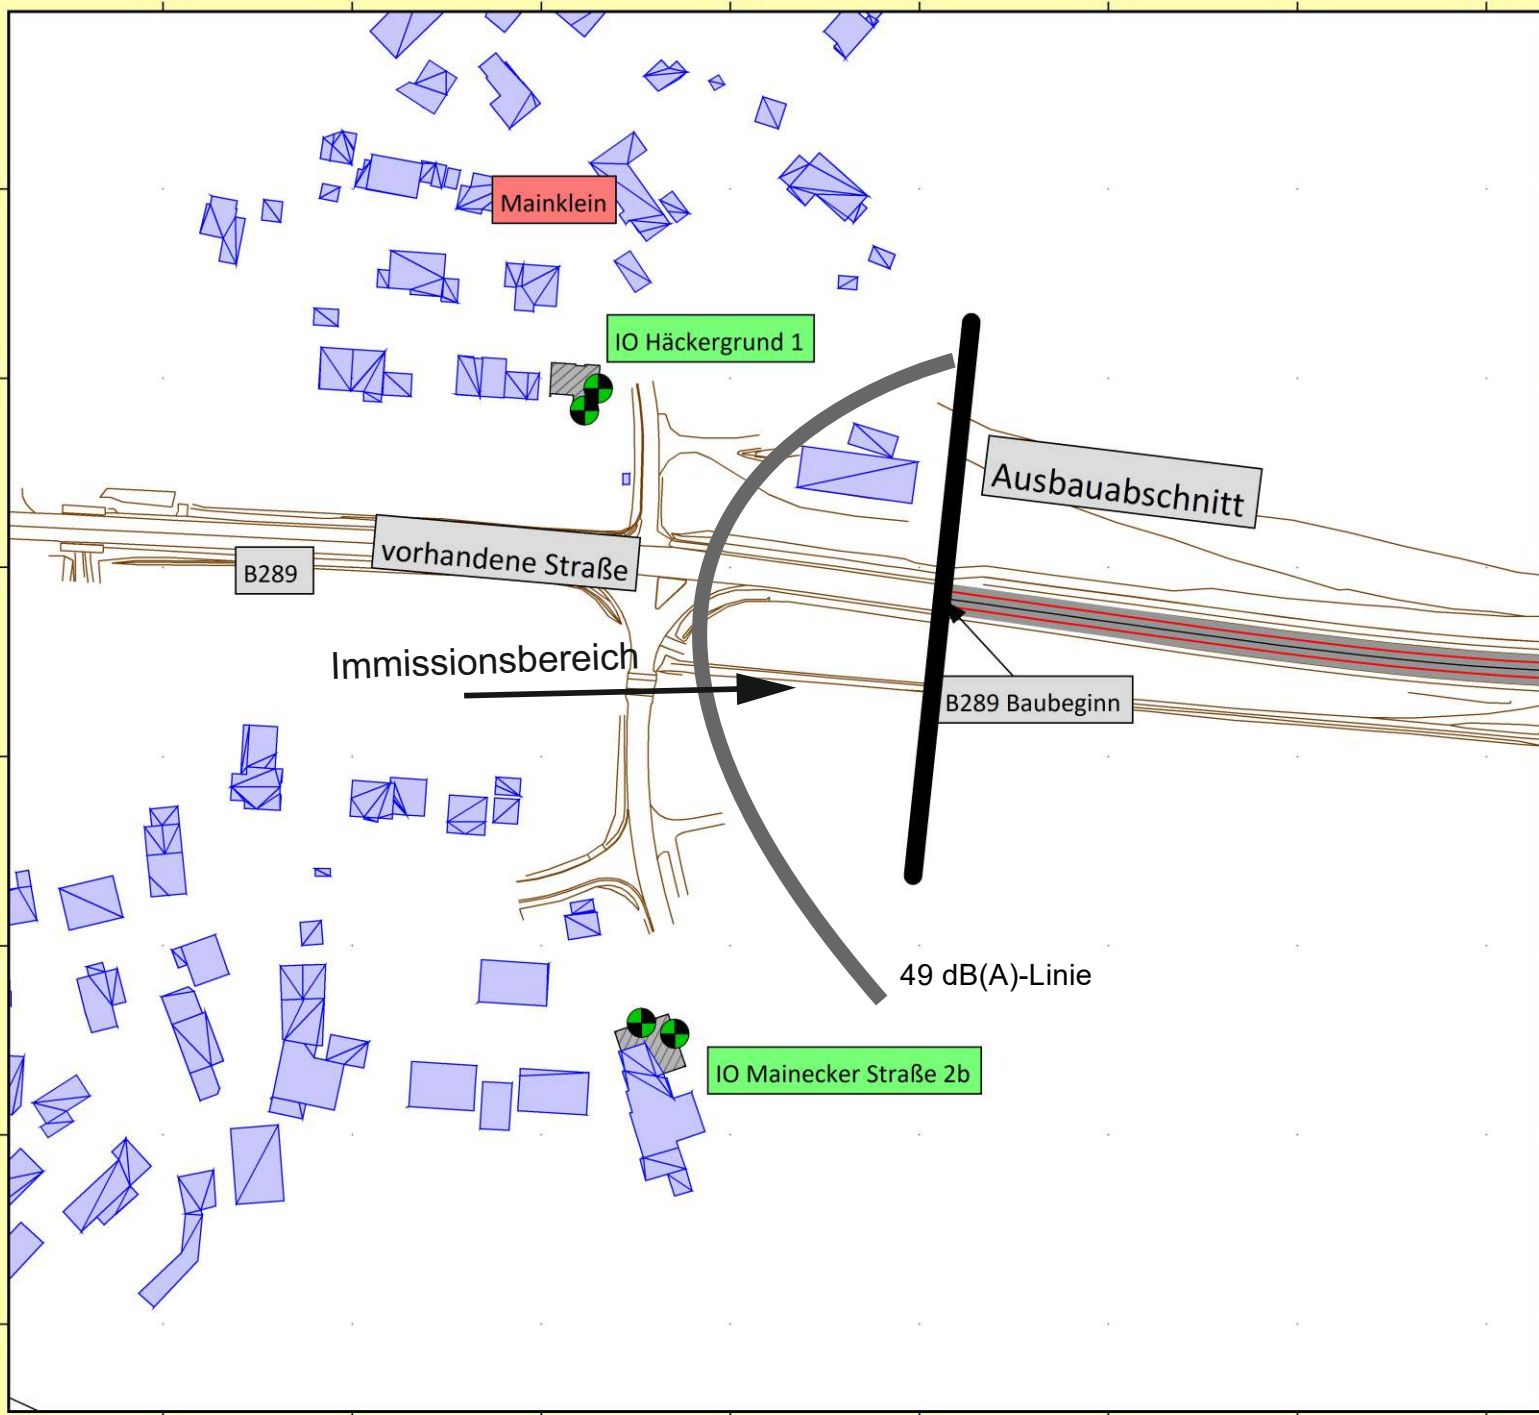 Mainklein
IO Häckergrund 1
Ausbauabschnitt
vorhandene Straße
B289
Immissionsbereich
B289 Baubeginn
49 dB(A)-Linie
IO Mainecker Straße 2b